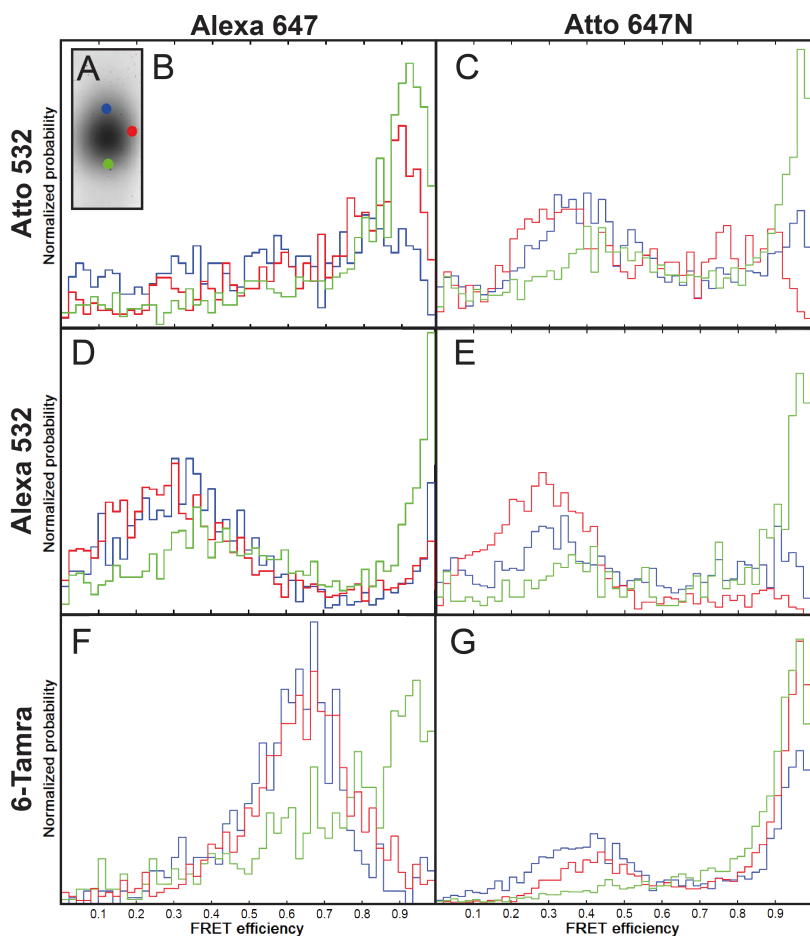 Alexa 647
Atto 647N
Atto 532
Normalized probability
A
B
C
Alexa 532
Normalized probability
D
E
6-Tamra
Normalized probability
F
G
0.1 0.2 0.3 0.4 0.5 0.6 0.7 0.8 0.9
0.1 0.2 0.3 0.4 0.5 0.6 0.7 0.8 0.9
FRET efficiency
FRET efficiency